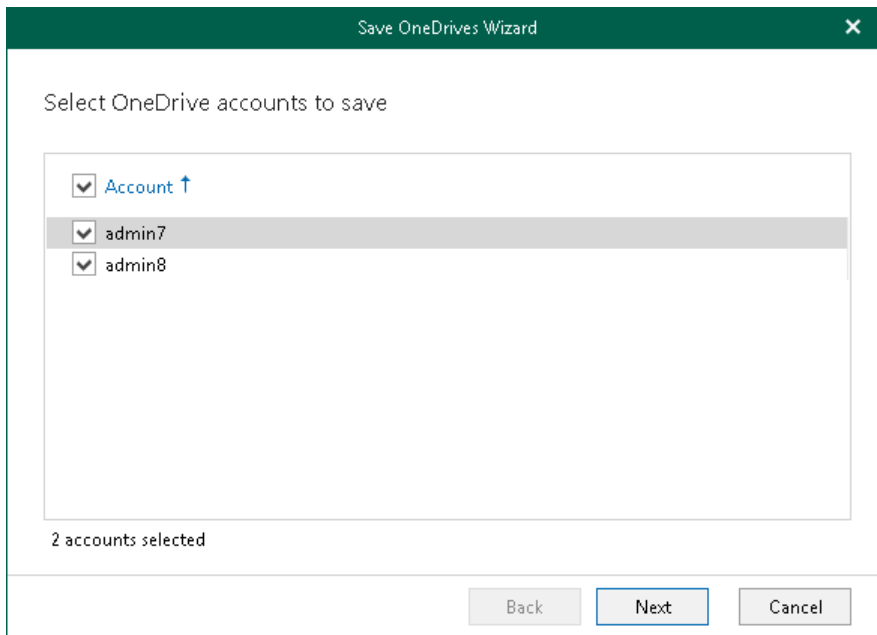 Save OneDrives Wizard
Select OneDrive accounts to save
Account
admin7
admin8
2 accounts selected
Back Next Cancel